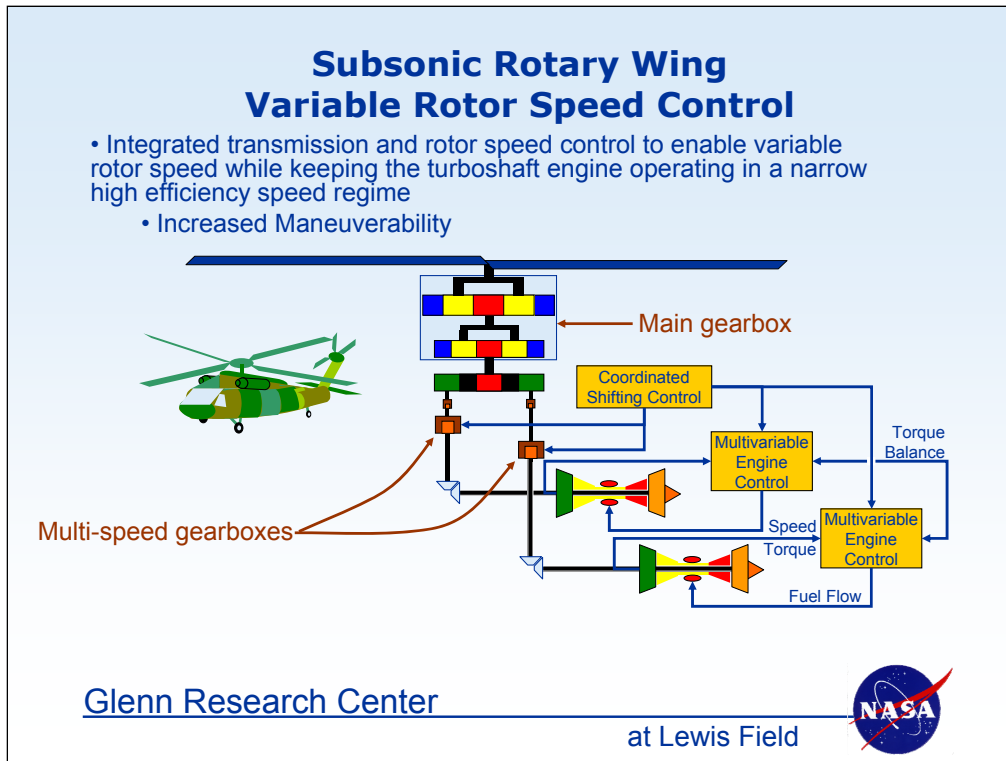 Subsonic Rotary Wing
Variable Rotor Speed Control
• Integrated transmission and rotor speed control to enable variable
rotor speed while keeping the turboshaft engine operating in a narrow
high efficiency speed regime
• Increased Maneuverability
Main gearbox
Coordinated
Shifting Control
Multivariable
Engine
Control
Torque
Balance
Multi-speed gearboxes
Speed
Torque
Multivariable
Engine
Control
Fuel Flow
Glenn Research Center
at Lewis Field
NASA